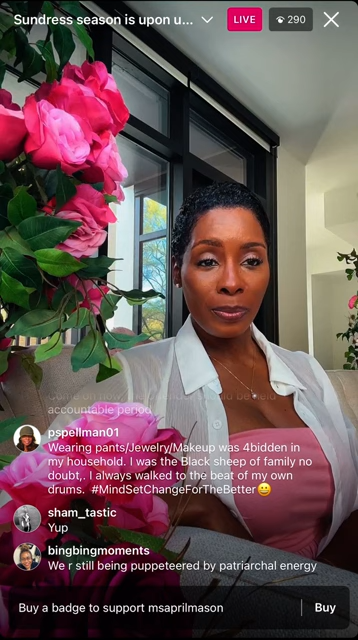 Sundress season is upon u...
LIVE
290
accountable period
pspellman01
Wearing pants/Jewelry/Makeup was 4bidden in
my household. I was the Black sheep of family no
doubt,. I always walked to the beat of my own
drums. #MindSetChangeForTheBetter😀
sham_tastic
Yup
bingbingmoments
We r still being puppeteered by patriarchal energy
Buy a badge to support msaprilmason
Buy